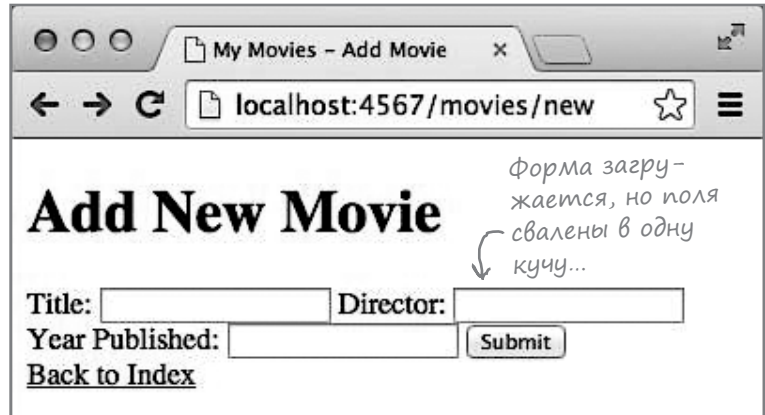 My Movies – Add Movie
localhost:4567/movies/new
Форма загру-
жается, но поля
свалены в одну
кучу...
Add New Movie
Title: Director:
Year Published: Submit
Back to Index